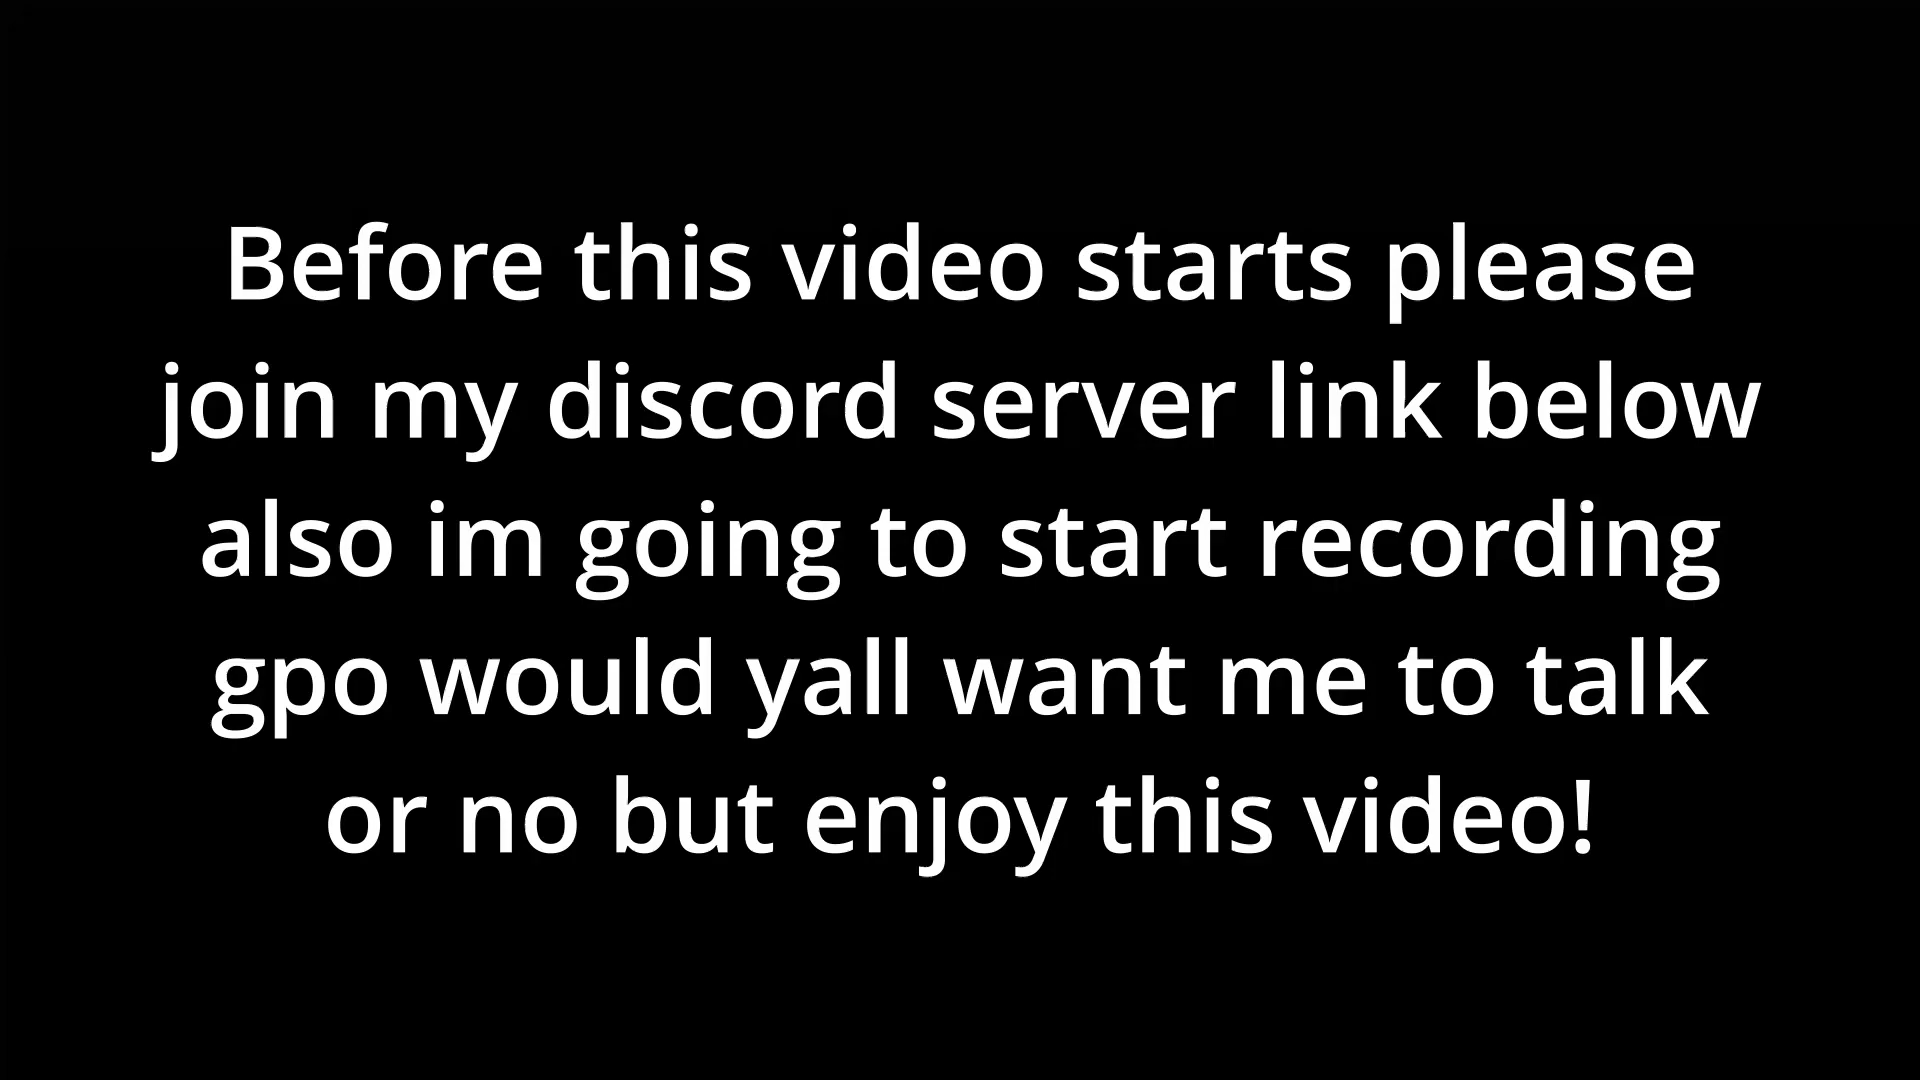 Before this video starts please
join my discord server link below
also im going to start recording
gpo would yall want me to talk
or no but enjoy this video!